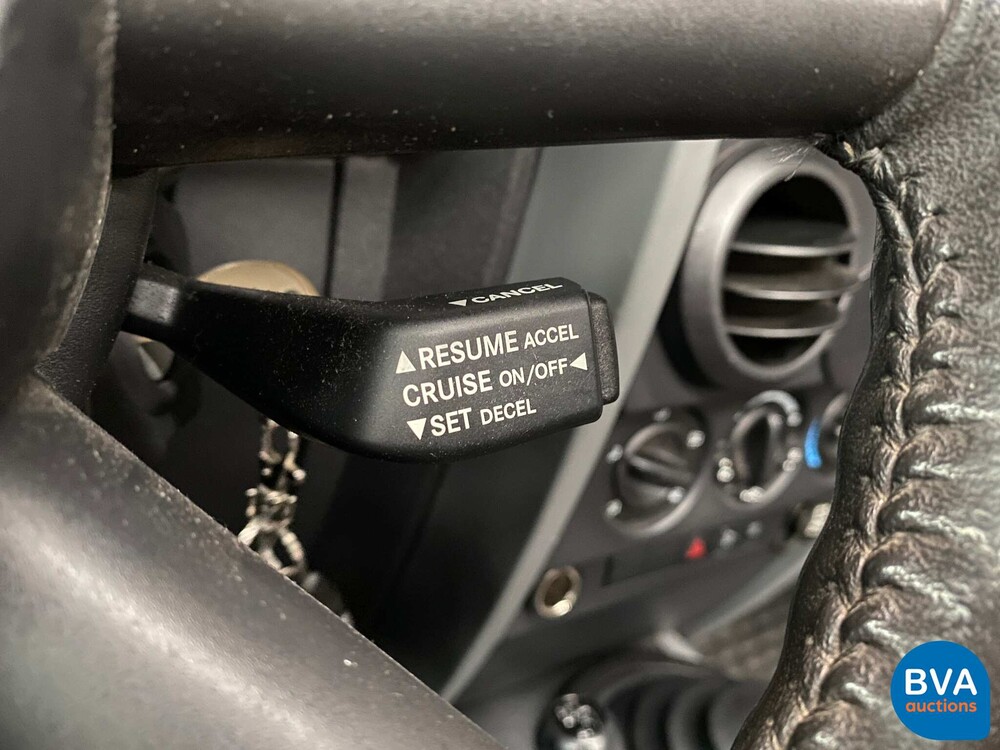 ▼ CANCEL
▲ RESUME ACCEL
CRUISE ON/OFF ◀
▼ SET DECEL
BVA
auctions